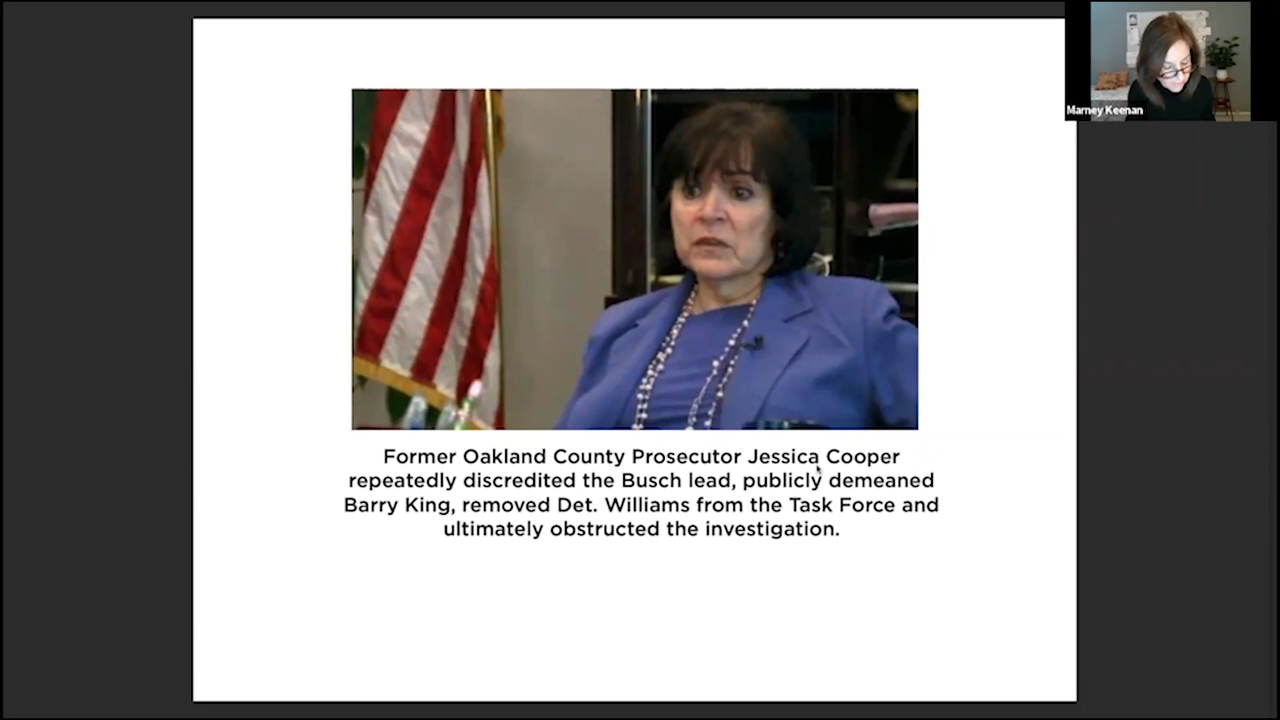 Marney Keenan
Former Oakland County Prosecutor Jessica Cooper
repeatedly discredited the Busch lead, publicly demeaned
Barry King, removed Det. Williams from the Task Force and
ultimately obstructed the investigation.